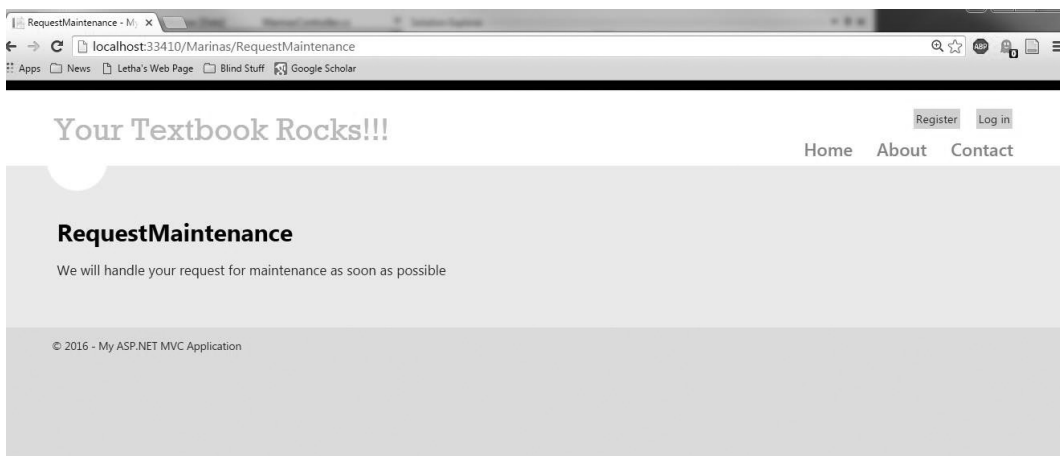 RequestMaintenance - My
localhost:33410/Marinas/RequestMaintenance
ABP
0
Apps News Letha's Web Page Blind Stuff Google Scholar
Your Textbook Rocks!!!
Register Log in
Home About Contact
RequestMaintenance
We will handle your request for maintenance as soon as possible
© 2016 - My ASP.NET MVC Application